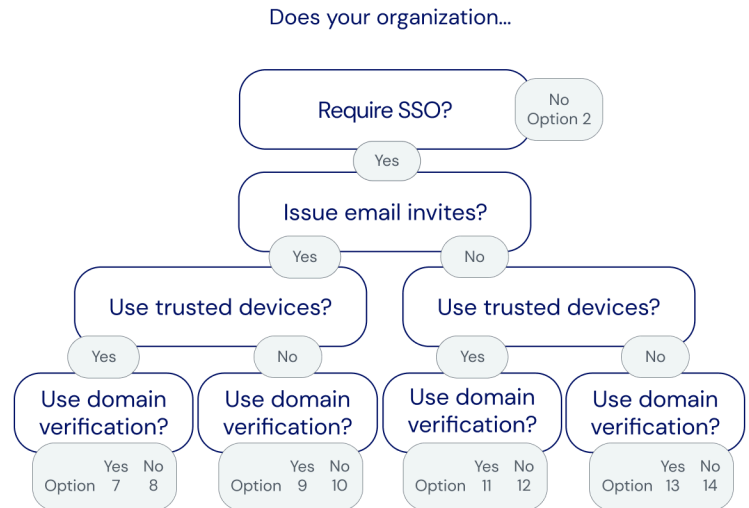 Does your organization...
Require SSO?
No
Option 2
Yes
Issue email invites?
Yes
No
Use trusted devices?
Use trusted devices?
Yes
No
Yes
No
Use domain
verification?
Use domain
verification?
Use domain
verification?
Use domain
verification?
Yes No
Option 7 8
Yes No
Option 9 10
Yes No
Option 11 12
Yes No
Option 13 14